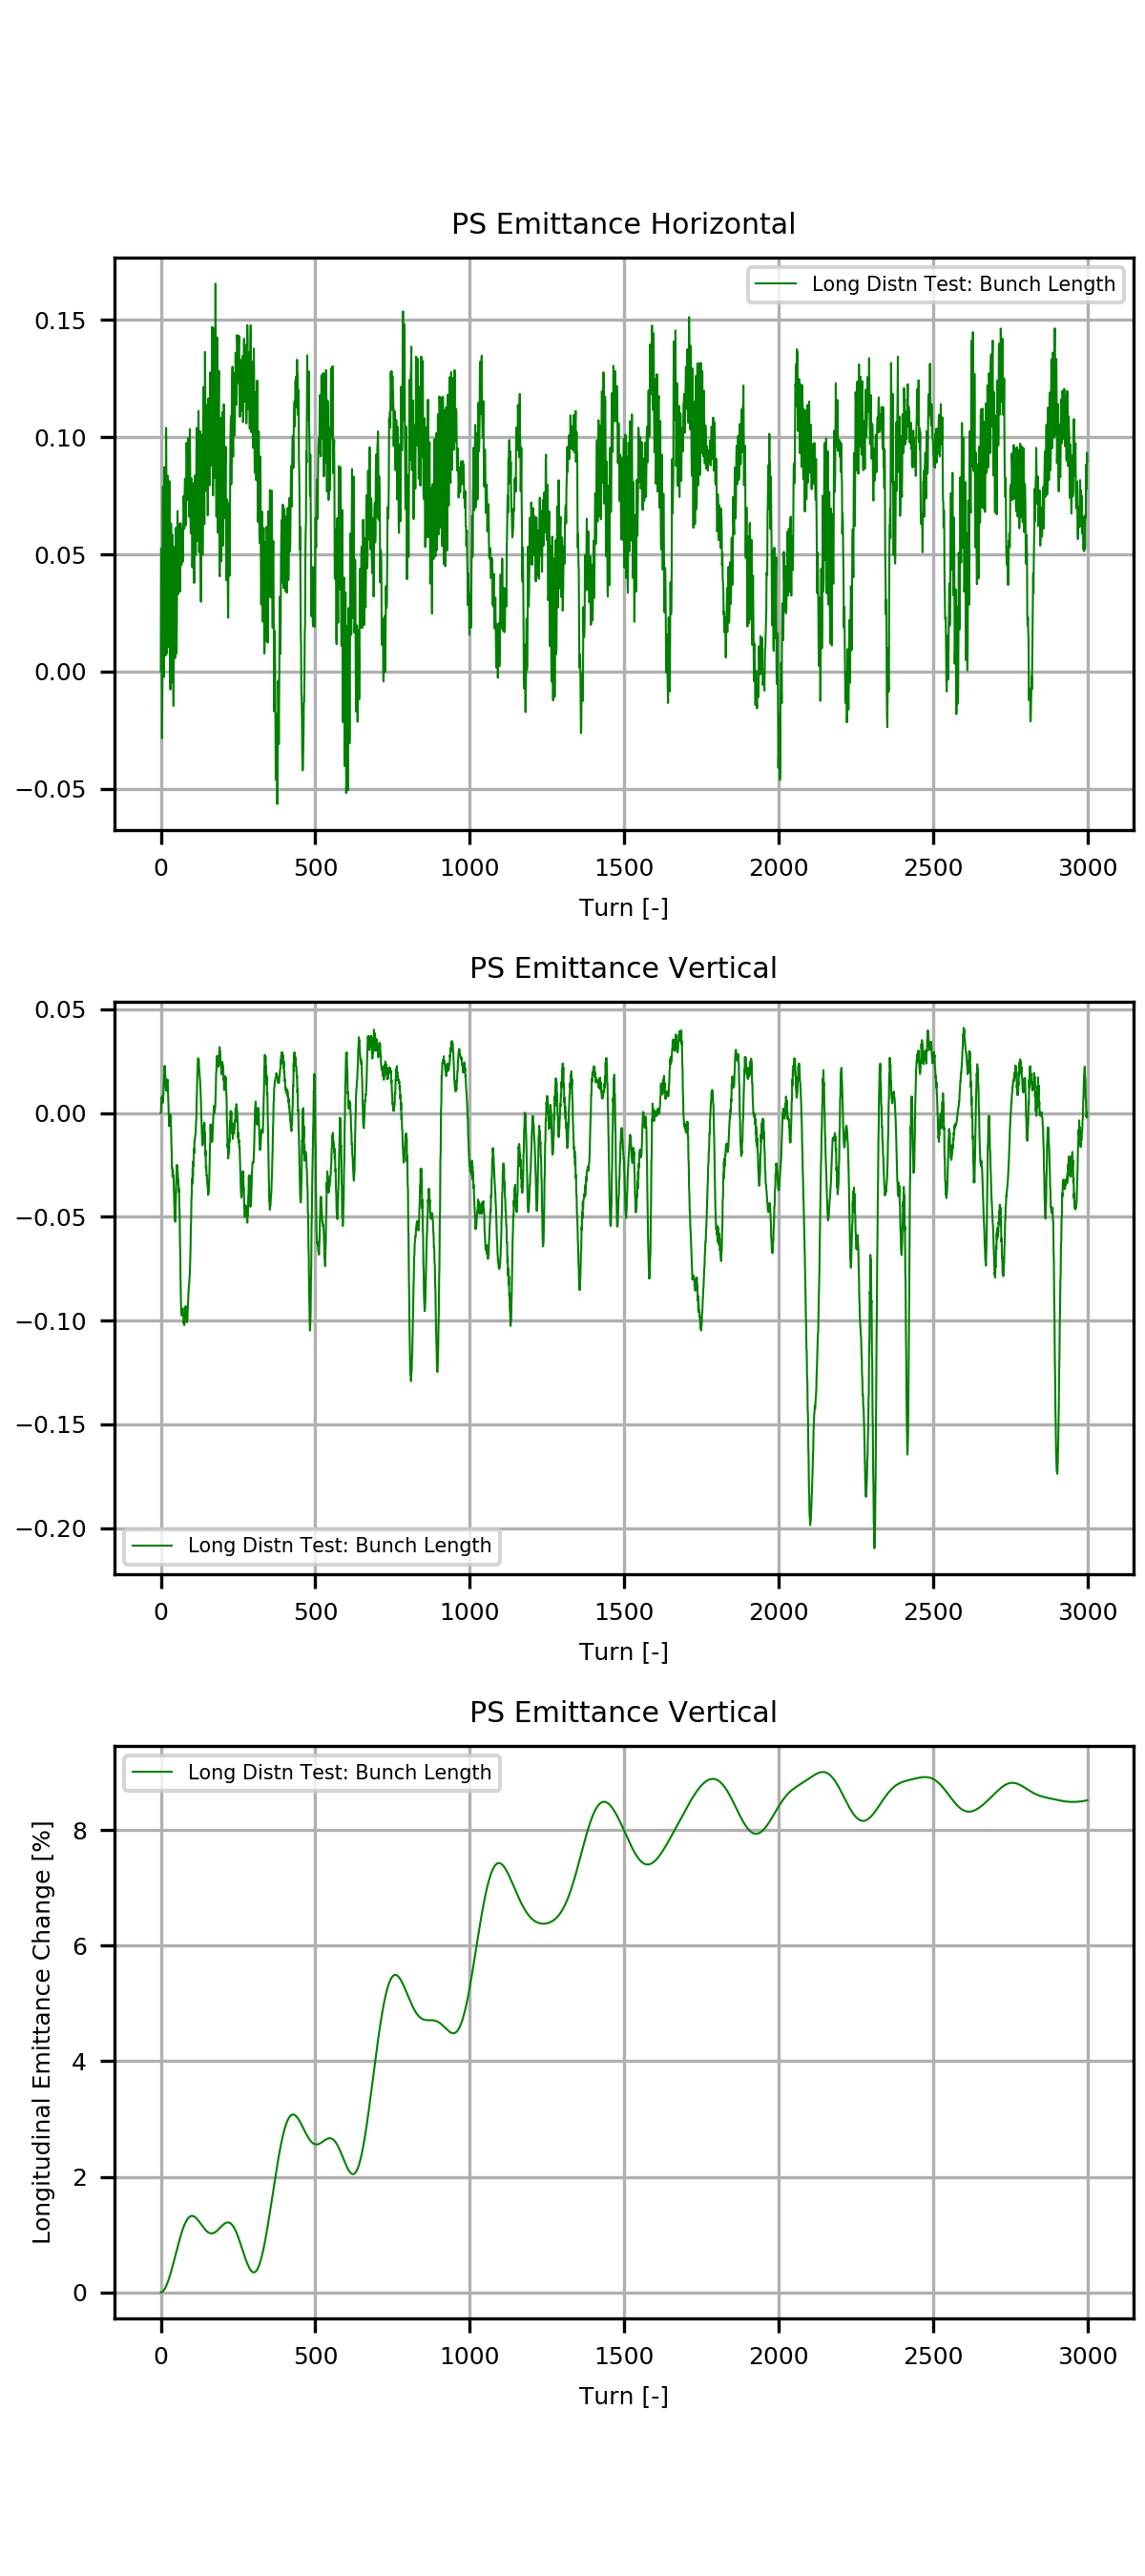 PS Emittance Horizontal
Long Distn Test: Bunch Length
0.15
0.10
0.05
0.00
−0.05
0 500 1000 1500 2000 2500 3000
Turn [-]
PS Emittance Vertical
0.05
0.00
−0.05
−0.10
−0.15
−0.20
Long Distn Test: Bunch Length
0 500 1000 1500 2000 2500 3000
Turn [-]
PS Emittance Vertical
Long Distn Test: Bunch Length
Longitudinal Emittance Change [%]
8
6
4
2
0
0 500 1000 1500 2000 2500 3000
Turn [-]